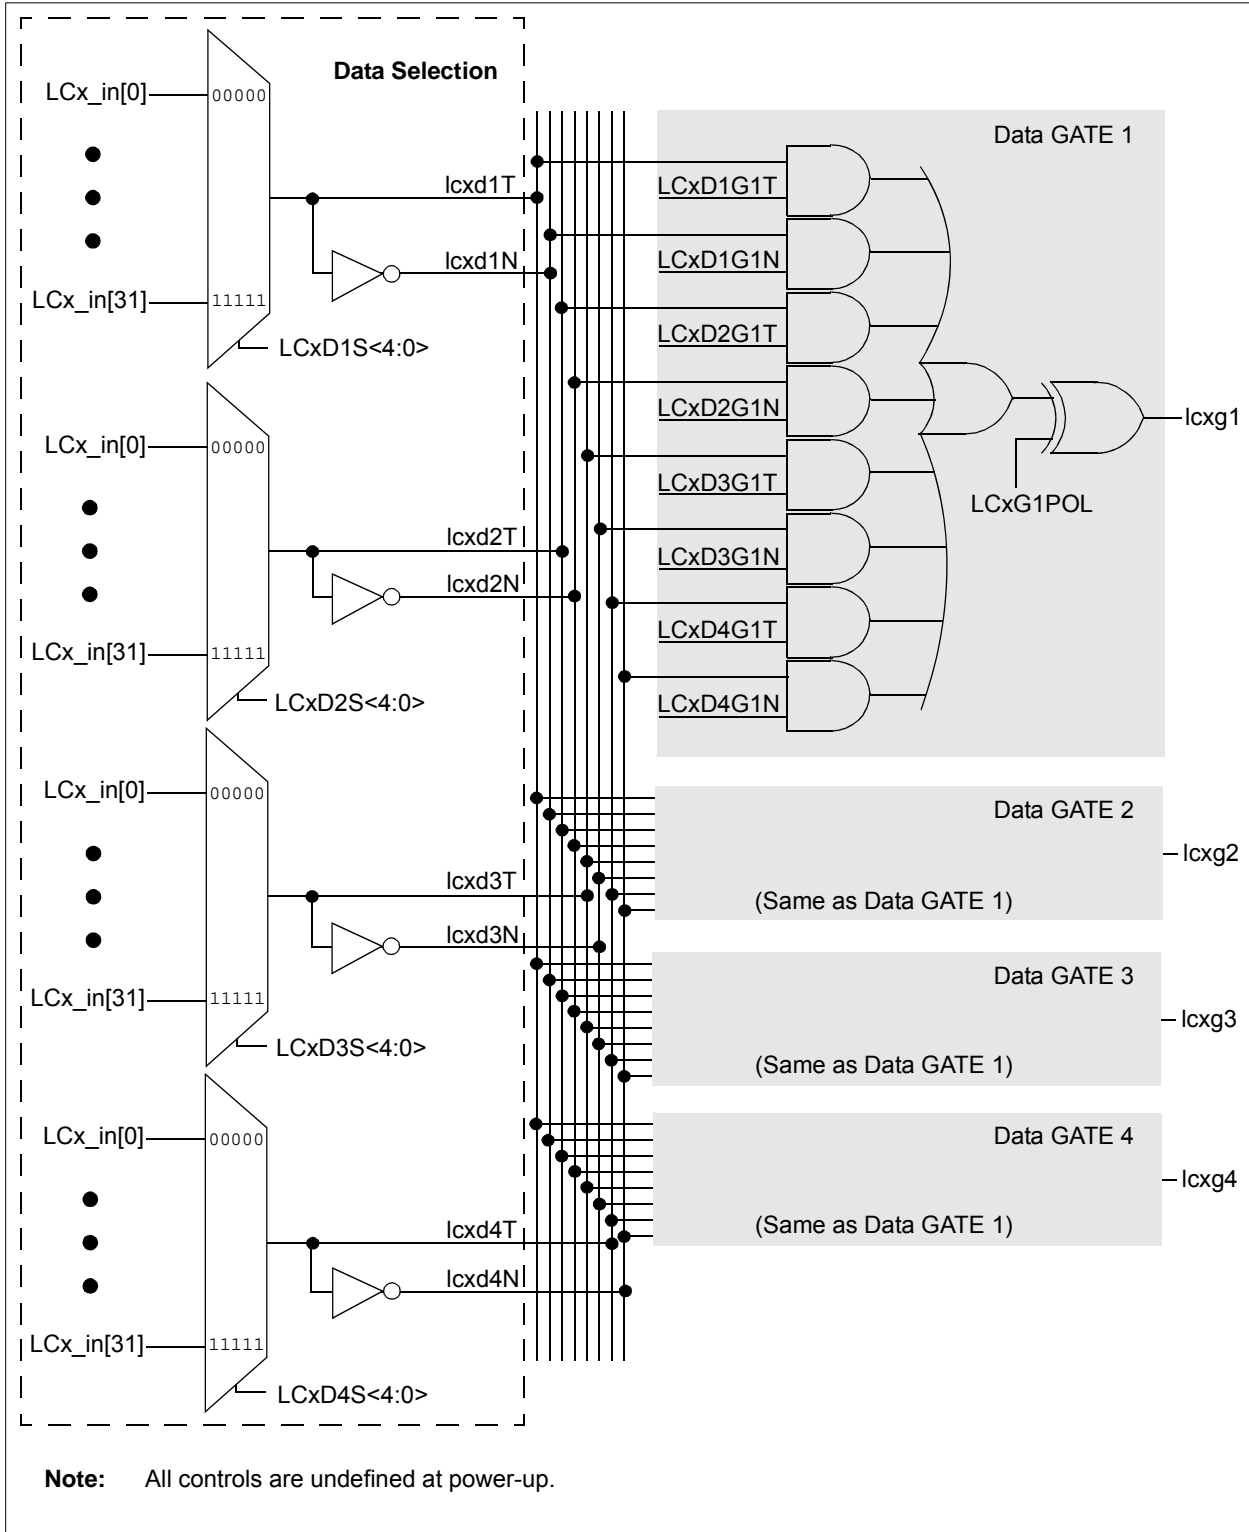 Data Selection
LCx_in[0]
00000
LCx_in[31]
11111
LCxD1S<4:0>
lcxd1T
lcxd1N
LCx_in[0]
00000
LCx_in[31]
11111
LCxD2S<4:0>
lcxd2T
lcxd2N
LCx_in[0]
00000
LCx_in[31]
11111
LCxD3S<4:0>
lcxd3T
lcxd3N
LCx_in[0]
00000
LCx_in[31]
11111
LCxD4S<4:0>
lcxd4T
lcxd4N
Data GATE 1
LCxD1G1T
LCxD1G1N
LCxD2G1T
LCxD2G1N
LCxD3G1T
LCxD3G1N
LCxD4G1T
LCxD4G1N
LCxG1POL
lcxg1
Data GATE 2
(Same as Data GATE 1)
lcxg2
Data GATE 3
(Same as Data GATE 1)
lcxg3
Data GATE 4
(Same as Data GATE 1)
lcxg4
Note: All controls are undefined at power-up.